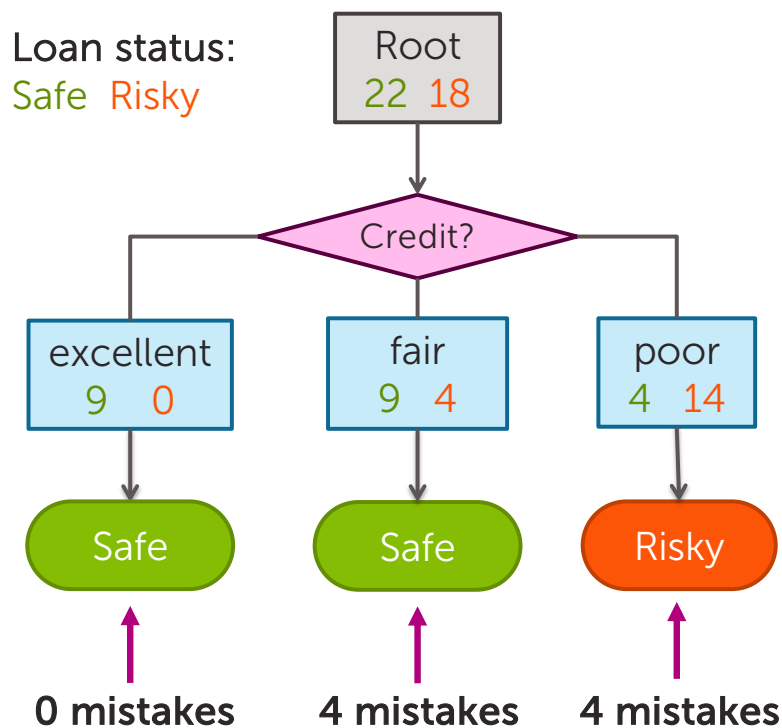 Loan status:
Safe Risky
Root
22 18
Credit?
excellent
9 0
fair
9 4
poor
4 14
Safe
Safe
Risky
0 mistakes
4 mistakes
4 mistakes